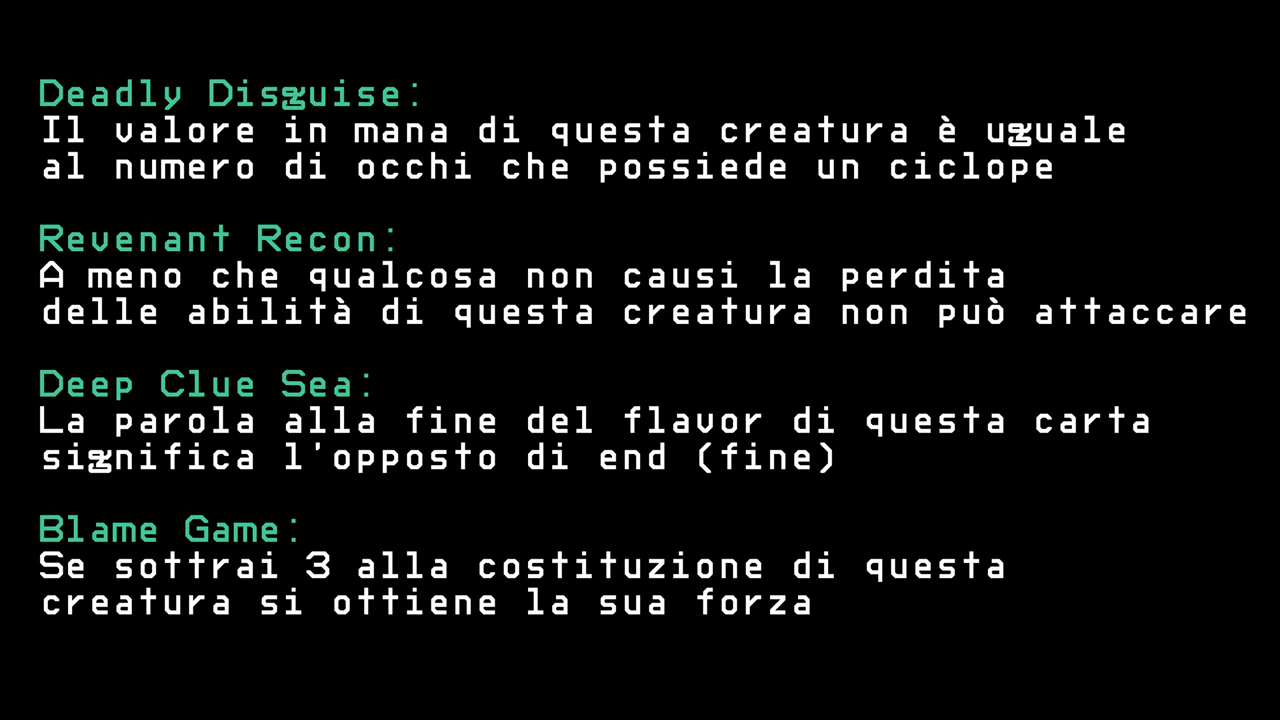 Deadly Disguise:
Il valore in mana di questa creatura è uguale
al numero di occhi che possiede un ciclope
Revenant Recon:
A meno che qualcosa non causi la perdita
delle abilità di questa creatura non può attaccare
Deep Clue Sea:
La parola alla fine del flavor di questa carta
significa l'opposto di end (fine)
Blame Game:
Se sottrai 3 alla costituzione di questa
creatura si ottiene la sua forza